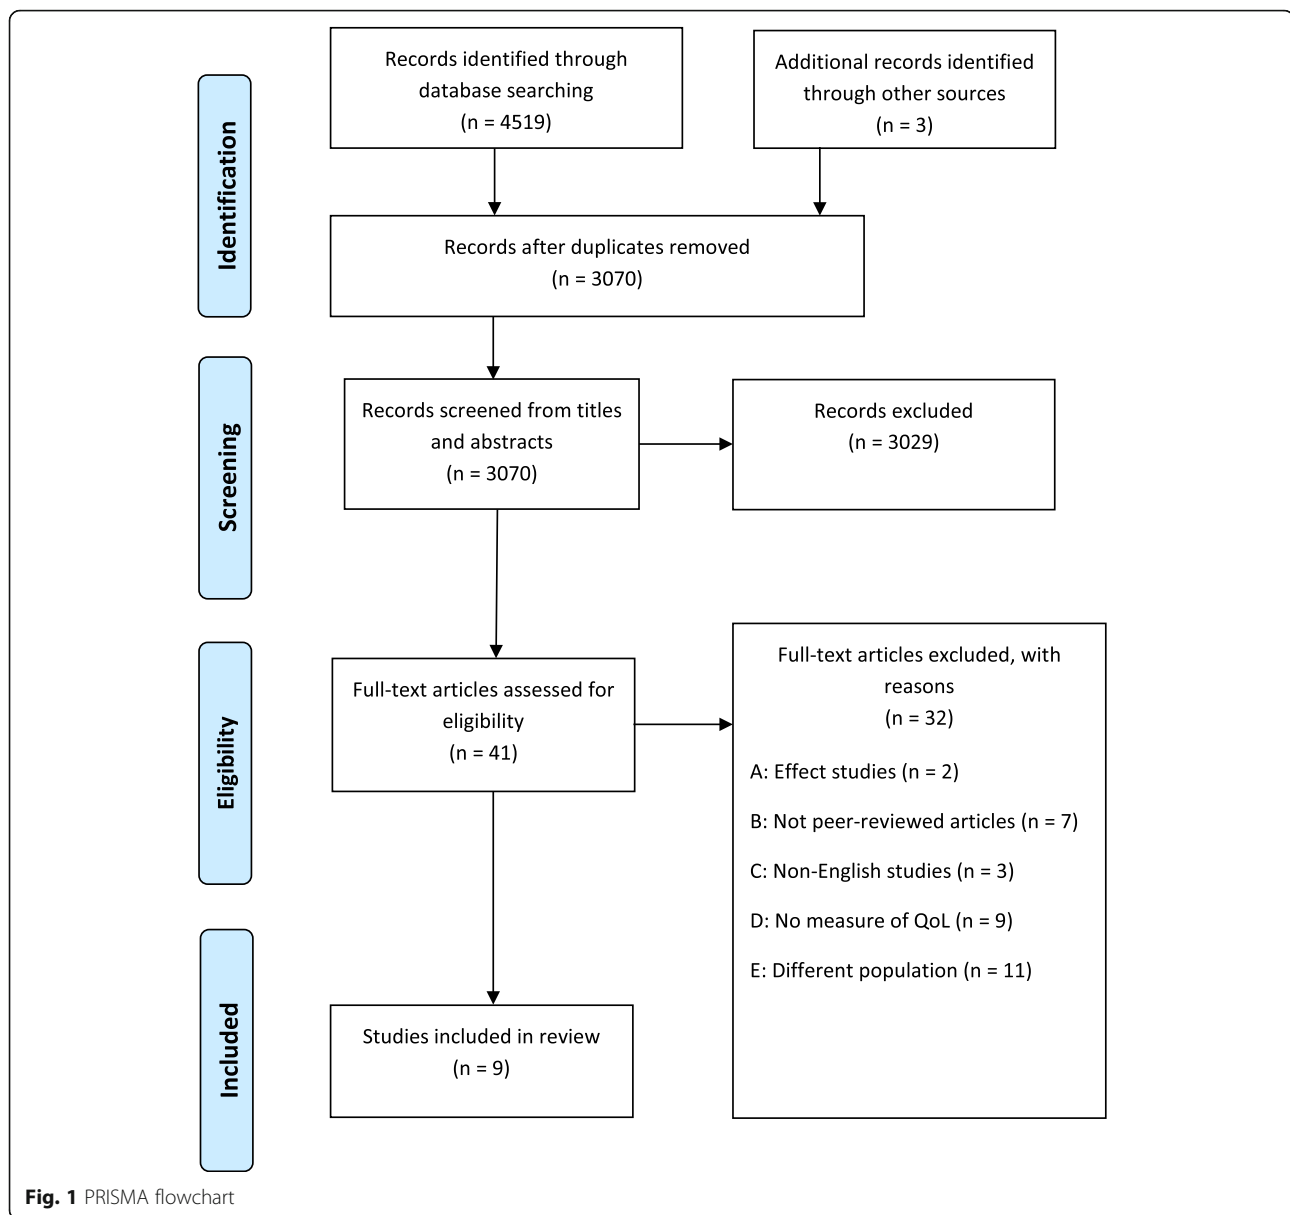 Identification
Records identified through
database searching
(n = 4519)
Additional records identified
through other sources
(n = 3)
Records after duplicates removed
(n = 3070)
Screening
Records screened from titles
and abstracts
(n = 3070)
Records excluded
(n = 3029)
Eligibility
Full-text articles assessed for
eligibility
(n = 41)
Full-text articles excluded, with
reasons
(n = 32)
A: Effect studies (n = 2)
B: Not peer-reviewed articles (n = 7)
C: Non-English studies (n = 3)
D: No measure of QoL (n = 9)
E: Different population (n = 11)
Included
Studies included in review
(n = 9)
Fig. 1 PRISMA flowchart